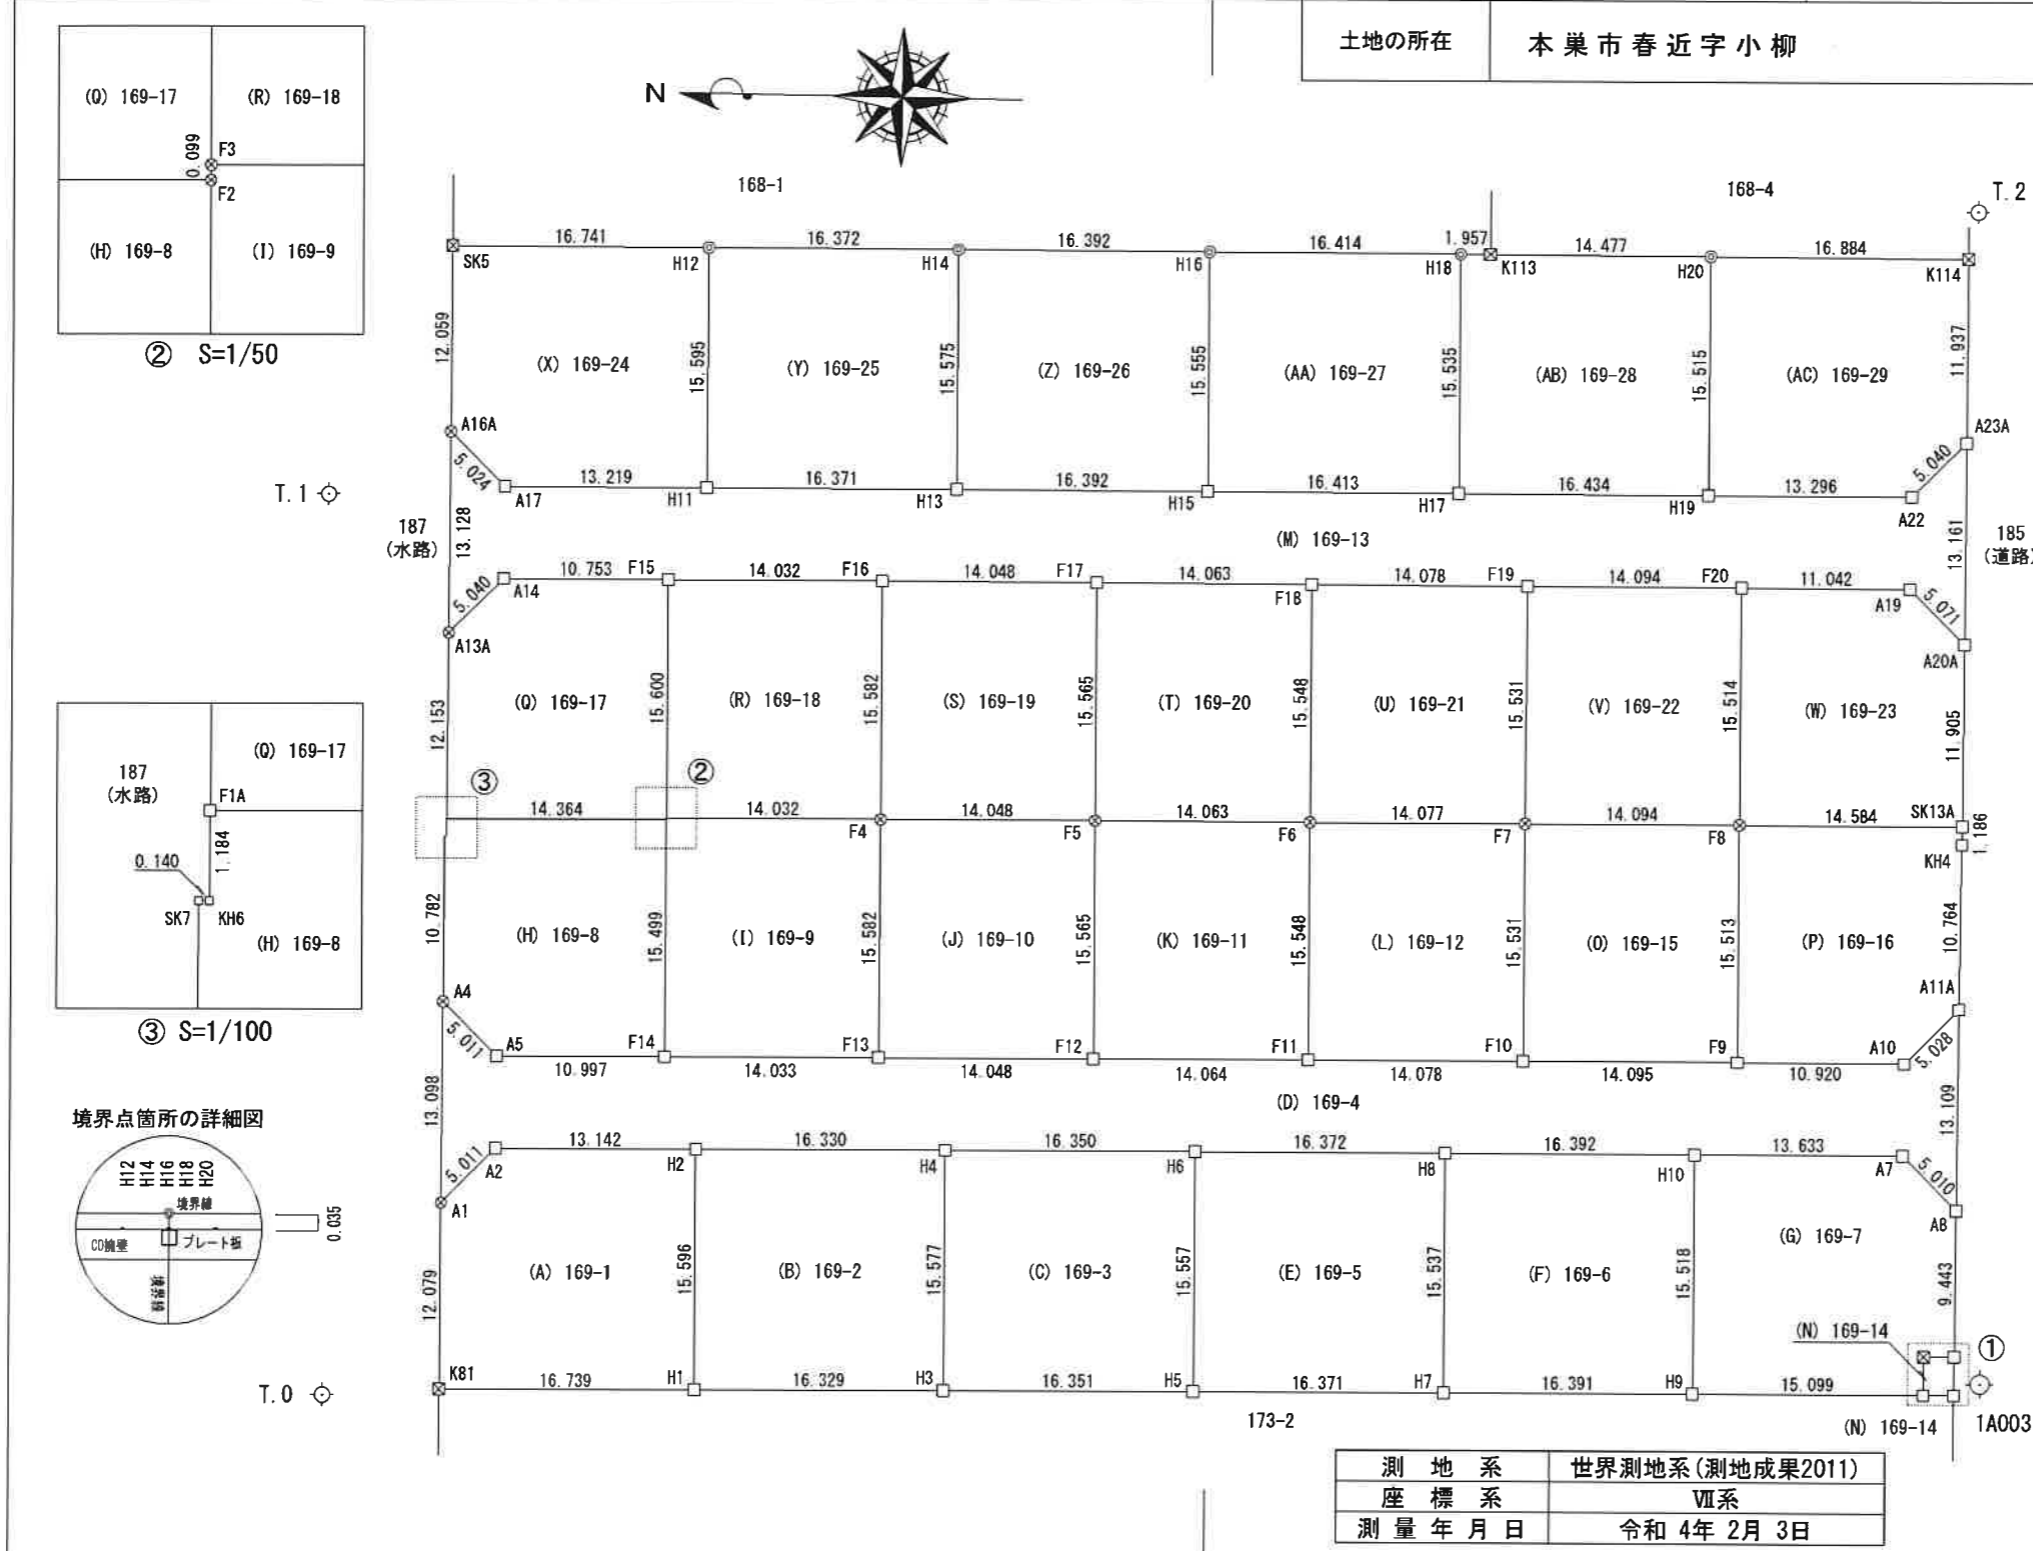 土地の所在 本巣市春近字小柳
(Q) 169-17 (R) 169-18
0.099 F3
F2
(H) 169-8 (I) 169-9
② S=1/50
N
168-1 168-4 T.2
16.741 16.372 16.392 16.414 1.957 14.477 16.884
SK5 H12 H14 H16 H18 K113 H20 K114
12.059 15.595 15.575 15.555 15.535 15.515 11.937
(X) 169-24 (Y) 169-25 (Z) 169-26 (AA) 169-27 (AB) 169-28 (AC) 169-29
A16A A23A
5.024 5.040
T.1 13.219 16.371 16.392 16.413 16.434 13.296
A17 H11 H13 H15 H17 H19 A22
187
(水路)
13.128 (M) 169-13 13.161
185
(道路)
10.753 F15 14.032 F16 14.048 F17 14.063 14.078 F19 14.094 F20 11.042
A14 F18 A19
5.040 5.071
A13A A20A
12.153 15.600 15.582 15.565 15.548 15.531 15.514 11.905
(Q) 169-17 (R) 169-18 (S) 169-19 (T) 169-20 (U) 169-21 (V) 169-22 (W) 169-23
③ ②
14.364 14.032 14.048 14.063 14.077 14.094 14.584 SK13A
F4 F5 F6 F7 F8 1.186
KH4
187
(水路)
(Q) 169-17
F1A
1.184
0.140
SK7 KH6
(H) 169-8
③ S=1/100
10.782 15.499 15.582 15.565 15.548 15.531 15.513 10.764
(H) 169-8 (I) 169-9 (J) 169-10 (K) 169-11 (L) 169-12 (O) 169-15 (P) 169-16
A4 A11A
5.011 5.028
A5 F14 F13 F12 F11 F10 F9 A10
10.997 14.033 14.048 14.064 14.078 14.095 10.920
13.098 (D) 169-4 13.109
13.142 16.330 16.350 16.372 16.392 13.633
A2 H2 H4 H6 H8 H10 A7
5.011 5.010
A1 A8
境界点箇所の詳細図
H12
H14
H16
H18
H20
境界線
CD擁壁 プレート板
境界線
0.035
12.079 15.596 15.577 15.557 15.537 15.518 9.443
(A) 169-1 (B) 169-2 (C) 169-3 (E) 169-5 (F) 169-6 (G) 169-7
(N) 169-14 ①
T.0 K81 16.739 H1 16.329 H3 16.351 H5 16.371 H7 16.391 H9 15.099
173-2 (N) 169-14 1A003
測地系 世界測地系(測地成果2011)
座標系 Ⅶ系
測量年月日 令和 4年 2月 3日